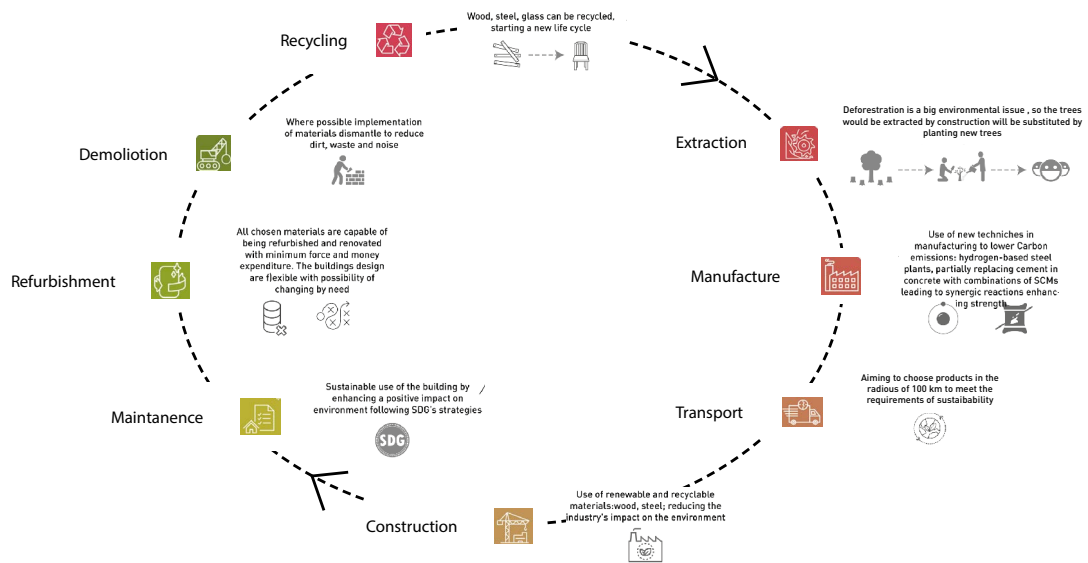 Recycling
Wood, steel, glass can be recycled,
starting a new life cycle
Extraction
Deforestration is a big environmental issue , so the trees
would be extracted by construction will be substituted by
planting new trees
Manufacture
Use of new techniches in
manufacturing to lower Carbon
emissions: hydrogen-based steel
plants, partially replacing cement in
concrete with combinations of SCMs
leading to synergic reactions enhanc-
ing strength
Transport
Aiming to choose products in the
radious of 100 km to meet the
requirements of sustaibability
Construction
Use of renewable and recyclable
materials:wood, steel; reducing the
industry's impact on the environment
Maintanence
Sustainable use of the building by
enhancing a positive impact on
environment following SDG's strategies
SDG
Refurbishment
All chosen materials are capable of
being refurbished and renovated
with minimum force and money
expenditure. The buildings design
are flexible with possibility of
changing by need
Demoliotion
Where possible implementation
of materials dismantle to reduce
dirt, waste and noise